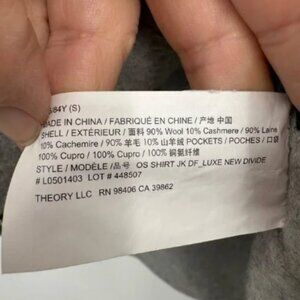 /84Y (S)
MADE IN CHINA / FABRIQUÉ EN CHINE / 产地 中国
SHELL / EXTÉRIEUR / 面料 90% Wool 10% Cashmere / 90% Laine
10% Cachemire / 90% 羊毛 10% 山羊绒 POCKETS / POCHES / 口袋
100% Cupro / 100% Cupro / 100% 铜氨纤维
STYLE / MODÈLE / 品号 OS SHIRT JK DF_LUXE NEW DIVIDE
# L0501403 LOT # 448507
THEORY LLC RN 98406 CA 39862